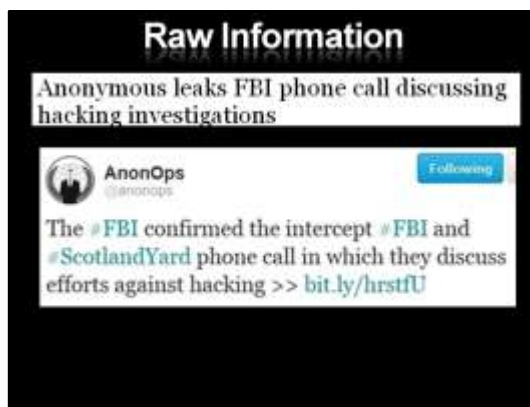 Raw Information
Anonymous leaks FBI phone call discussing
hacking investigations
AnonOps
@anonops
Following
The #FBI confirmed the intercept #FBI and
#ScotlandYard phone call in which they discuss
efforts against hacking >> bit.ly/hrstfU